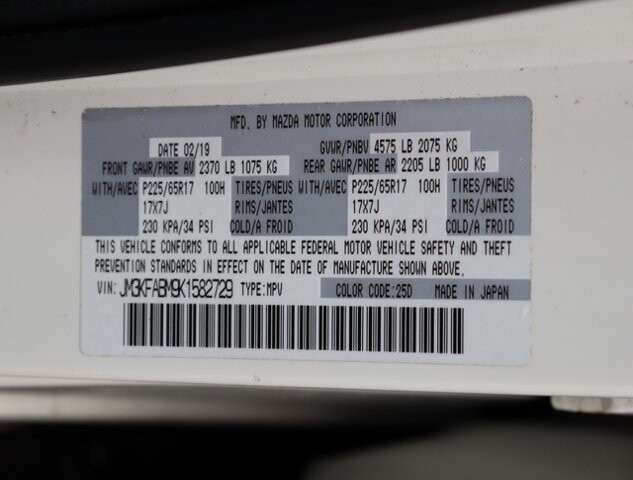 MFD. BY MAZDA MOTOR CORPORATION
DATE 02/19 GVWR/PNBV 4575 LB 2075 KG
FRONT GAWR/PNBE AV 2370 LB 1075 KG REAR GAWR/PNBE AR 2205 LB 1000 KG
WITH/AVEC P225/65R17 100H TIRES/PNEUS WITH/AVEC P225/65R17 100H TIRES/PNEUS
17X7J RIMS/JANTES 17X7J RIMS/JANTES
230 KPA/34 PSI COLD/A FROID 230 KPA/34 PSI COLD/A FROID
THIS VEHICLE CONFORMS TO ALL APPLICABLE FEDERAL MOTOR VEHICLE SAFETY AND THEFT
PREVENTION STANDARDS IN EFFECT ON THE DATE OF MANUFACTURE SHOWN ABOVE.
VIN: JM3KFABM9K1582729 TYPE:MPV COLOR CODE:25D MADE IN JAPAN